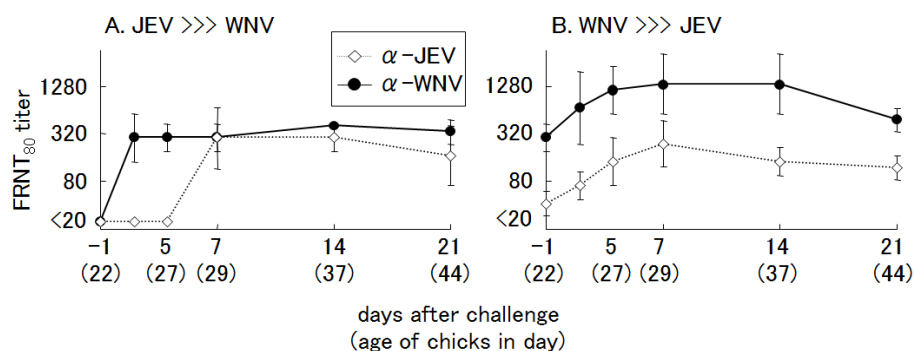 A. JEV >>> WNV
B. WNV >>> JEV
α-JEV
α-WNV
FRNT80 titer
1280
320
80
<20
1280
320
80
<20
-1 5 7 14 21
(22) (27) (29) (37) (44)
-1 5 7 14 21
(22) (27) (29) (37) (44)
days after challenge
(age of chicks in day)